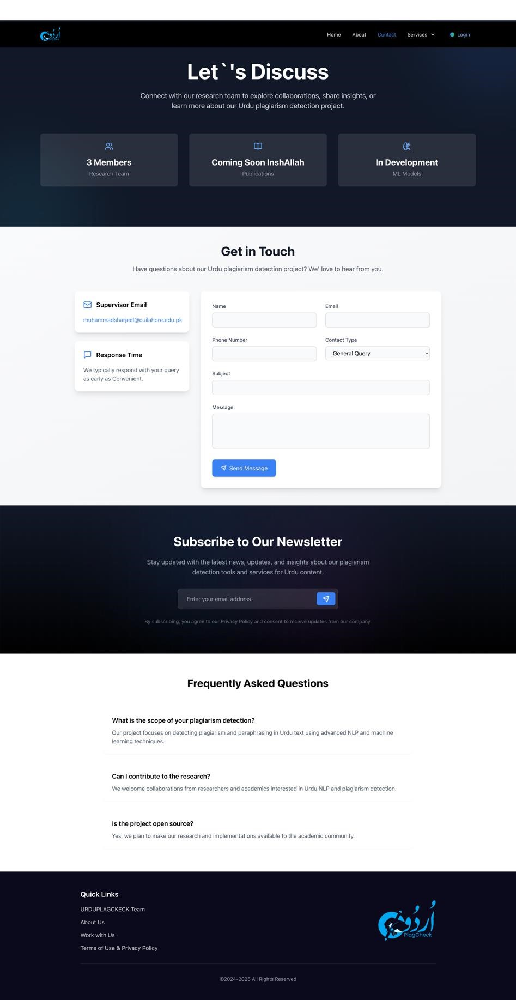 اُردُو
PlagCheck
Home
About
Contact
Services
Login
Let`'s Discuss
Connect with our research team to explore collaborations, share insights, or
learn more about our Urdu plagiarism detection project.
3 Members
Research Team
Coming Soon InshAllah
Publications
In Development
ML Models
Get in Touch
Have questions about our Urdu plagiarism detection project? We' love to hear from you.
Supervisor Email
muhammadsharjeel@cuilahore.edu.pk
Response Time
We typically respond with your query
as early as Convenient.
Name
Email
Phone Number
Contact Type
General Query
Subject
Message
Send Message
Subscribe to Our Newsletter
Stay updated with the latest news, updates, and insights about our plagiarism
detection tools and services for Urdu content.
Enter your email address
By subscribing, you agree to our Privacy Policy and consent to receive updates from our company.
Frequently Asked Questions
What is the scope of your plagiarism detection?
Our project focuses on detecting plagiarism and paraphrasing in Urdu text using advanced NLP and machine
learning techniques.
Can I contribute to the research?
We welcome collaborations from researchers and academics interested in Urdu NLP and plagiarism detection.
Is the project open source?
Yes, we plan to make our research and implementations available to the academic community.
Quick Links
URDUPLAGCKECK Team
About Us
Work with Us
Terms of Use & Privacy Policy
اُردُو
PlagCheck
©2024-2025 All Rights Reserved